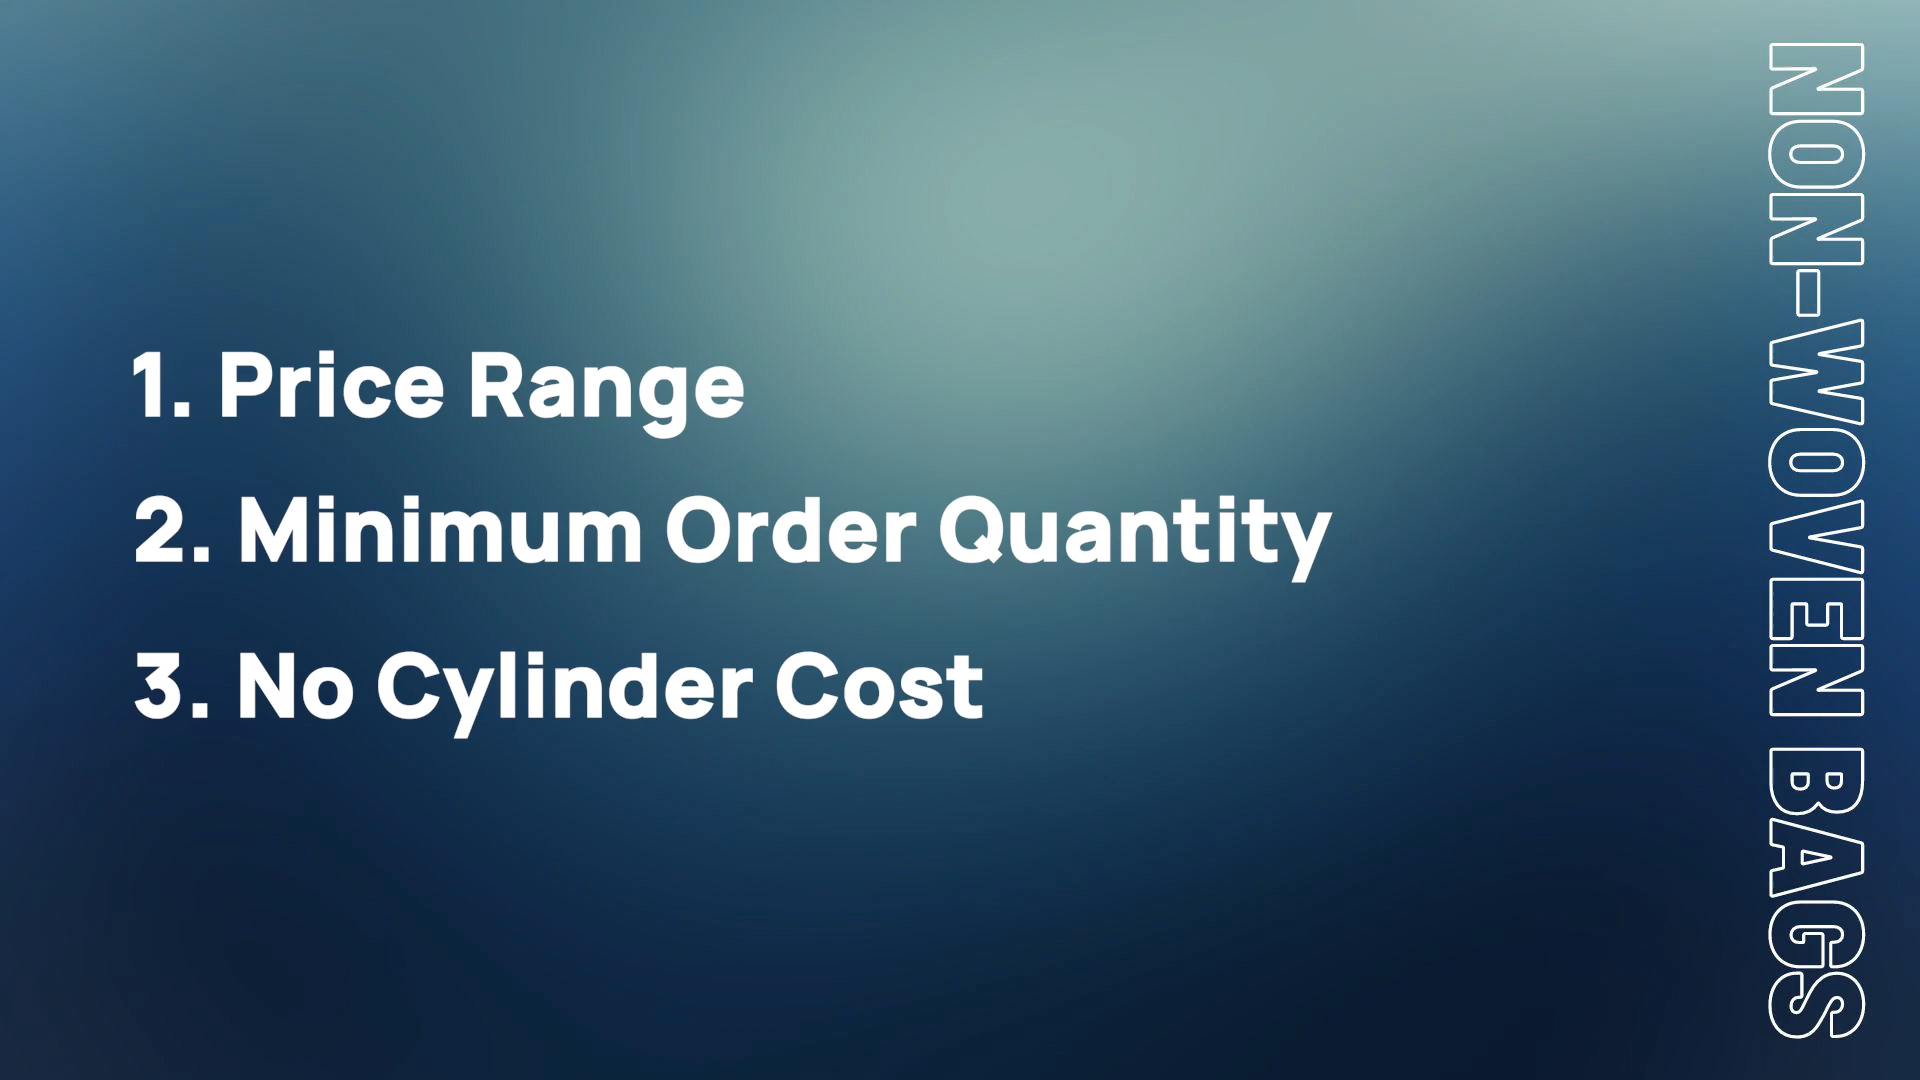 1. Price Range
2. Minimum Order Quantity
3. No Cylinder Cost
NON-WOVEN BAGS